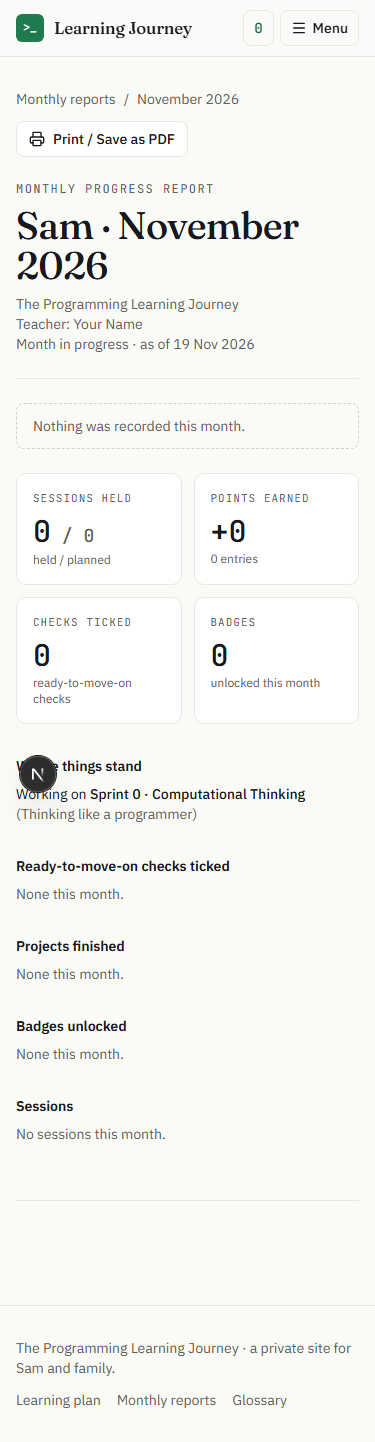 >_ Learning Journey 0 Menu
Monthly reports / November 2026
Print / Save as PDF
MONTHLY PROGRESS REPORT
Sam · November
2026
The Programming Learning Journey
Teacher: Your Name
Month in progress · as of 19 Nov 2026
Nothing was recorded this month.
SESSIONS HELD
0 / 0
held / planned
POINTS EARNED
+0
0 entries
CHECKS TICKED
0
ready-to-move-on
checks
BADGES
0
unlocked this month
things stand
N
Working on Sprint 0 · Computational Thinking
(Thinking like a programmer)
Ready-to-move-on checks ticked
None this month.
Projects finished
None this month.
Badges unlocked
None this month.
Sessions
No sessions this month.
The Programming Learning Journey · a private site for
Sam and family.
Learning plan Monthly reports Glossary